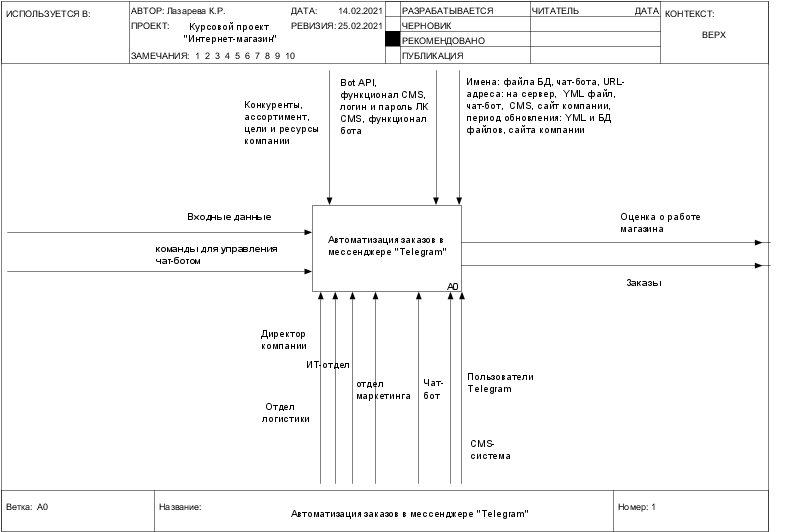 ИСПОЛЬЗУЕТСЯ В:
АВТОР: Лазарева К.Р.
ДАТА: 14.02.2021
ПРОЕКТ: Курсовой проект
"Интернет-магазин"
РЕВИЗИЯ: 25.02.2021
ЗАМЕЧАНИЯ: 1 2 3 4 5 6 7 8 9 10
РАЗРАБАТЫВАЕТСЯ
ЧЕРНОВИК
РЕКОМЕНДОВАНО
ПУБЛИКАЦИЯ
ЧИТАТЕЛЬ
ДАТА
КОНТЕКСТ:
ВЕРХ
Конкуренты,
ассортимент,
цели и ресурсы
компании
Bot API,
функционал CMS,
логин и пароль ЛК
CMS, функционал
бота
Имена: файла БД, чат-бота, URL-
адреса: на сервер, YML файл,
чат-бот, CMS, сайт компании,
период обновления: YML и БД
файлов, сайта компании
Входные данные
команды для управления
чат-ботом
Автоматизация заказов в
мессенджере "Telegram"
A0
Оценка о работе
магазина
Заказы
Директор
компании
ИТ-отдел
отдел
маркетинга
Чат-
бот
Пользователи
Telegram
Отдел
логистики
CMS-
система
Ветка: A0
Название:
Автоматизация заказов в мессенджере "Telegram"
Номер: 1